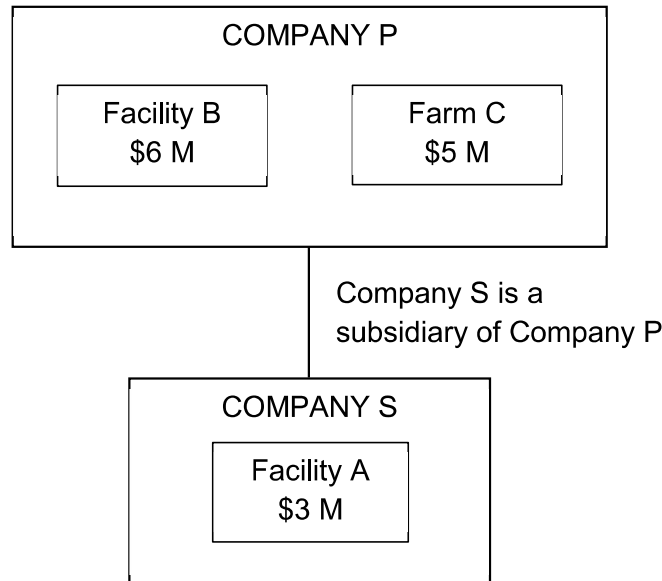 COMPANY P
Facility B
$6 M
Farm C
$5 M
Company S is a
subsidiary of Company P
COMPANY S
Facility A
$3 M